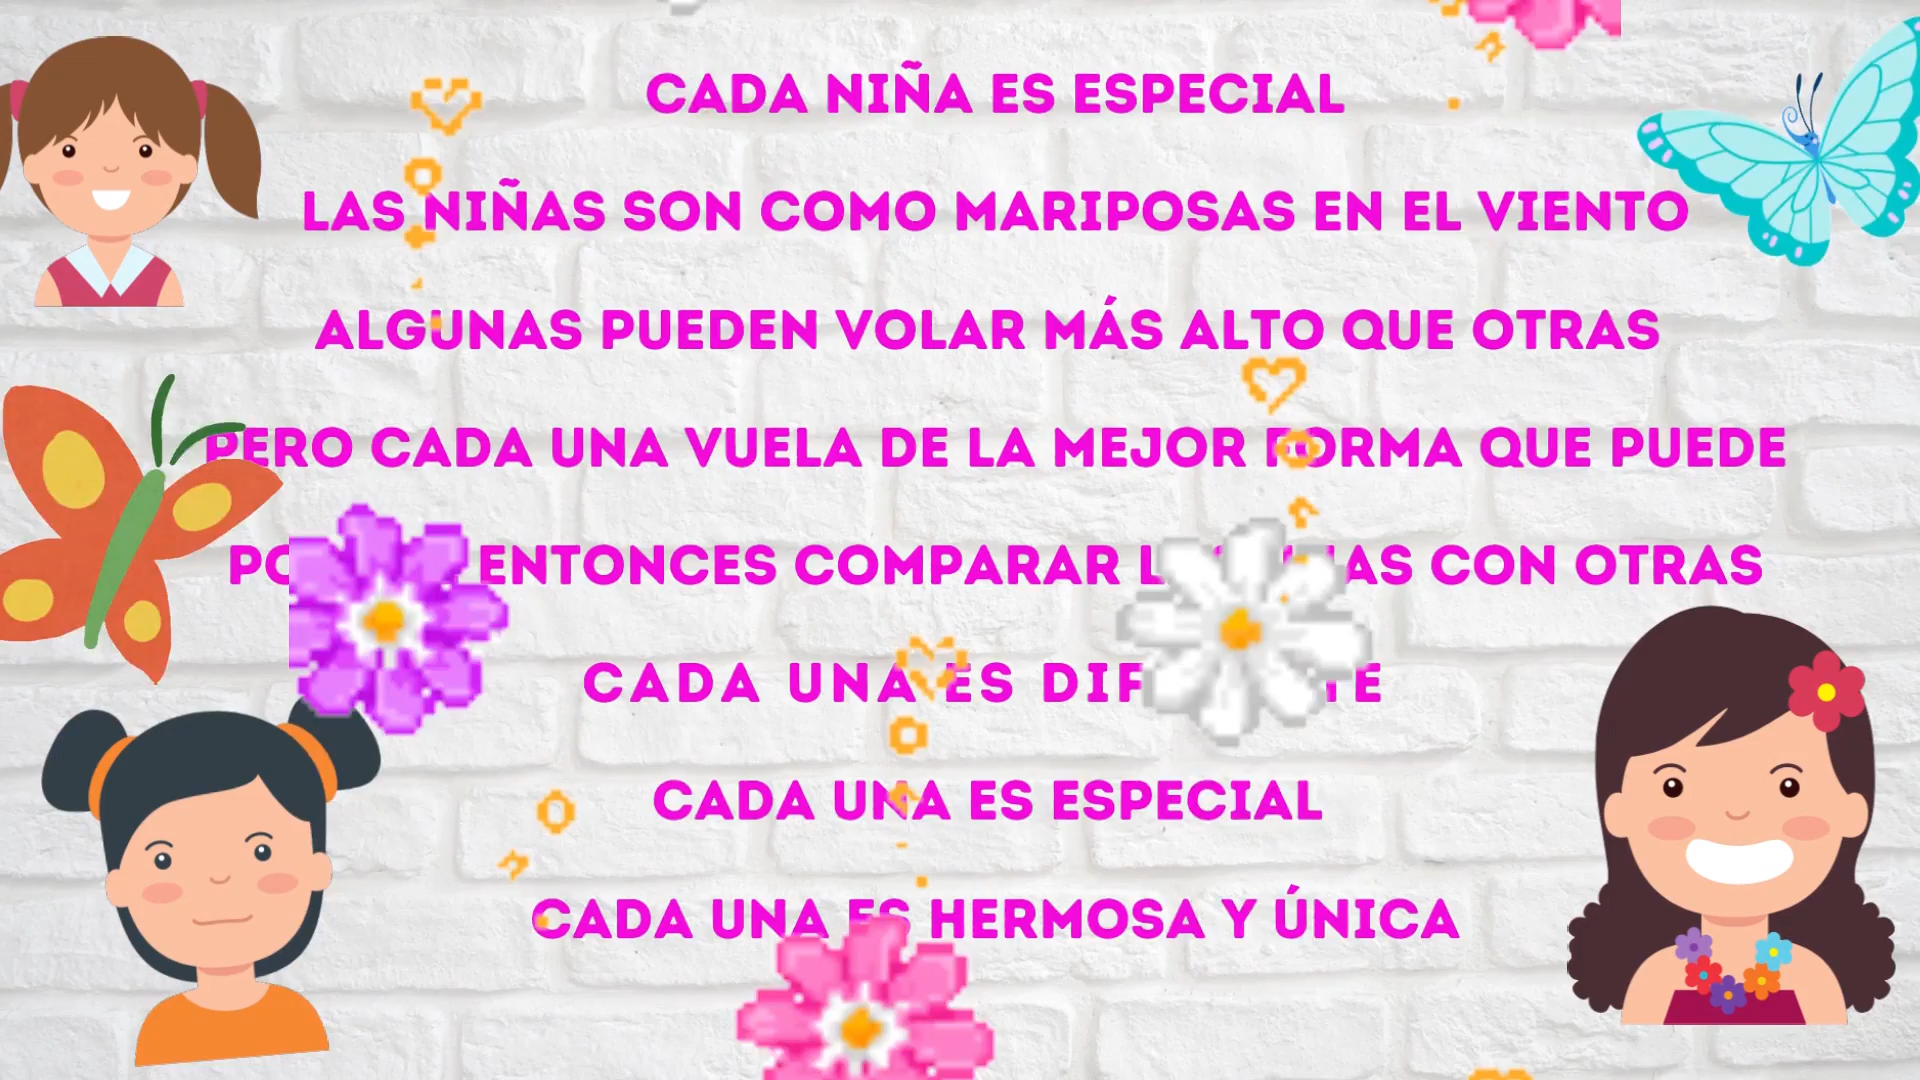 CADA NIÑA ES ESPECIAL
LAS NIÑAS SON COMO MARIPOSAS EN EL VIENTO
ALGUNAS PUEDEN VOLAR MÁS ALTO QUE OTRAS
PERO CADA UNA VUELA DE LA MEJOR FORMA QUE PUEDE
ENTONCES COMPARAR CON OTRAS
CADA UNA ES
CADA UNA ES ESPECIAL
CADA UNA ES HERMOSA Y ÚNICA